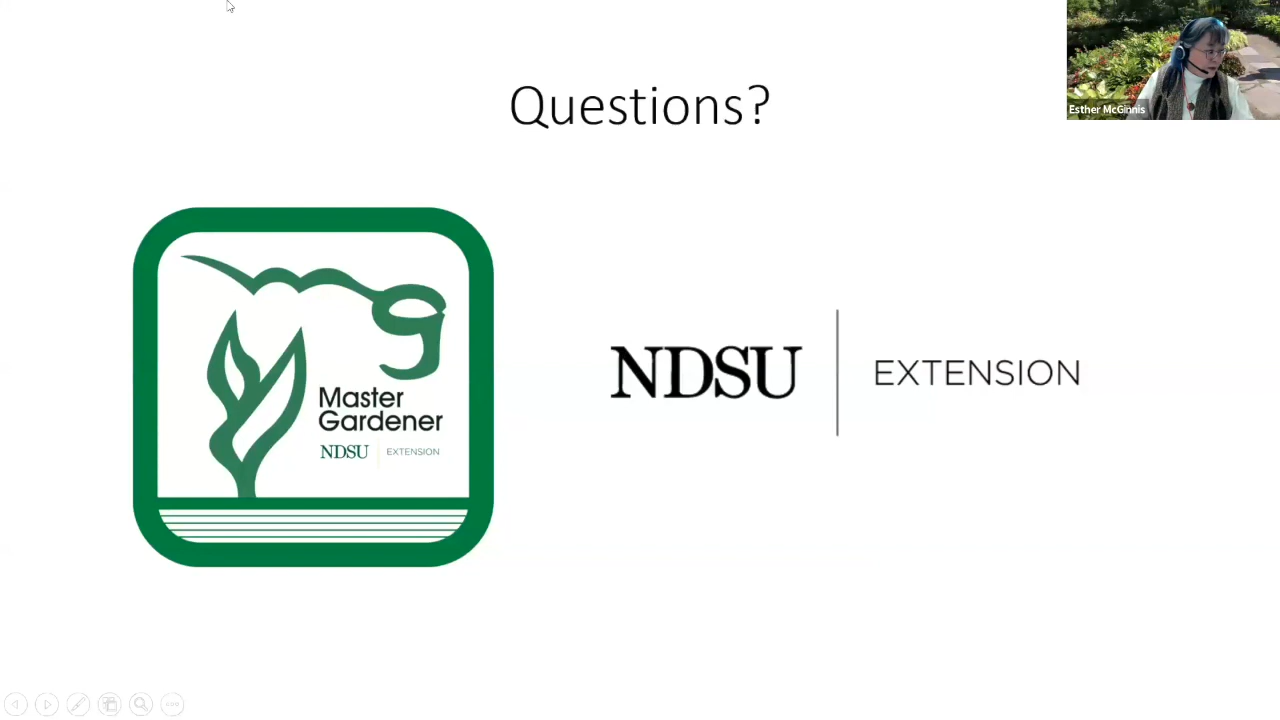 Questions?
Esther McGinnis
Master
Gardener
NDSU | EXTENSION
NDSU | EXTENSION